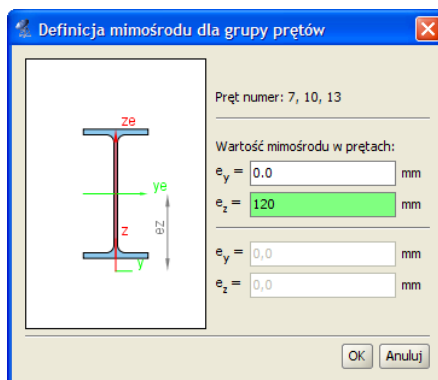 Definicja mimośrodu dla grupy prętów
ze
ye
ez
z
y
Pręt numer: 7, 10, 13
Wartość mimośrodu w prętach:
ey = 0.0 mm
ez = 120 mm
ey = 0,0 mm
ez = 0,0 mm
OK Anuluj